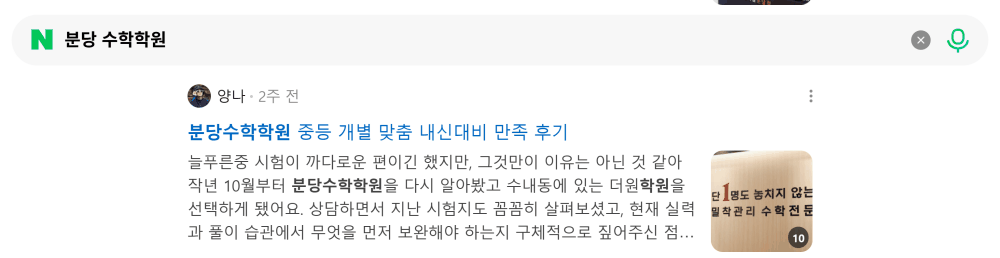 N 분당 수학학원
양나 · 2주 전
분당수학학원 중등 개별 맞춤 내신대비 만족 후기
늘푸른중 시험이 까다로운 편이긴 했지만, 그것만이 이유는 아닌 것 같아
작년 10월부터 분당수학학원을 다시 알아봤고 수내동에 있는 더원학원을
선택하게 됐어요. 상담하면서 지난 시험지도 꼼꼼히 살펴보셨고, 현재 실력
과 풀이 습관에서 무엇을 먼저 보완해야 하는지 구체적으로 짚어주신 점...
단 1명도 놓치지 않는
밀착관리 수학전문
10